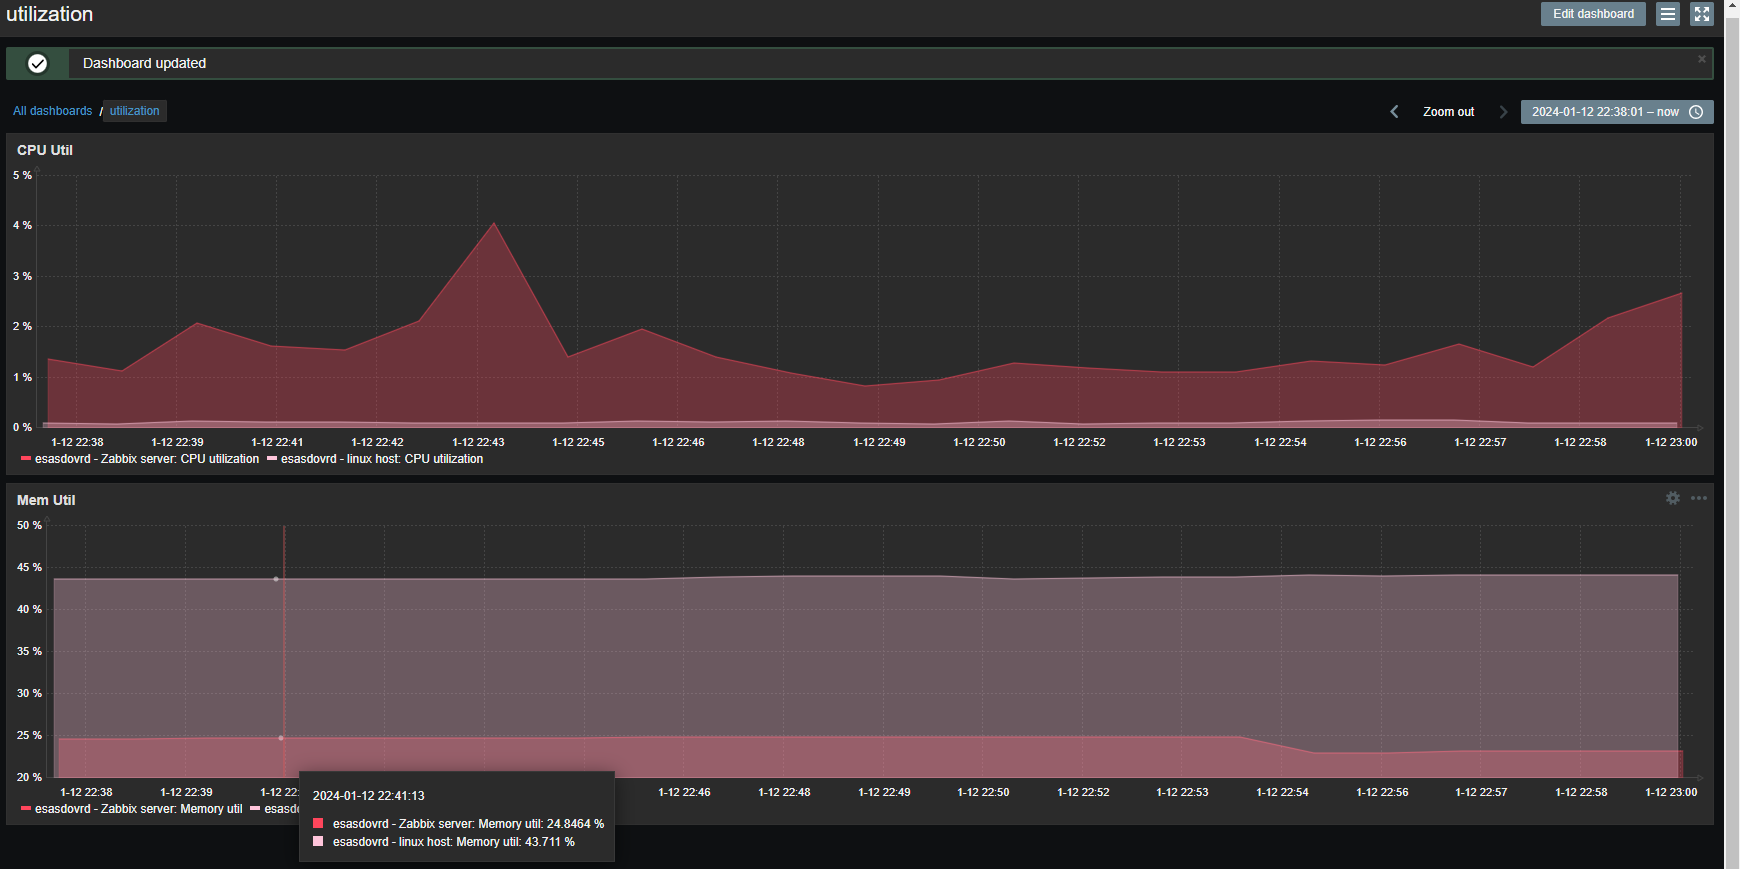 utilization
Edit dashboard
Dashboard updated
All dashboards / utilization
Zoom out
2024-01-12 22:38:01 – now
CPU Util
5 %
4 %
3 %
2 %
1 %
0 %
1-12 22:38 1-12 22:39 1-12 22:41 1-12 22:42 1-12 22:43 1-12 22:45 1-12 22:46 1-12 22:48 1-12 22:49 1-12 22:50 1-12 22:52 1-12 22:53 1-12 22:54 1-12 22:56 1-12 22:57 1-12 22:58 1-12 23:00
esasdovrd - Zabbix server: CPU utilization esasdovrd - linux host: CPU utilization
Mem Util
50 %
45 %
40 %
35 %
30 %
25 %
20 %
1-12 22:38 1-12 22:39 1-12 22: 1-12 22:46 1-12 22:48 1-12 22:49 1-12 22:50 1-12 22:52 1-12 22:53 1-12 22:54 1-12 22:56 1-12 22:57 1-12 22:58 1-12 23:00
esasdovrd - Zabbix server: Memory util esasd
2024-01-12 22:41:13
esasdovrd - Zabbix server: Memory util: 24.8464 %
esasdovrd - linux host: Memory util: 43.711 %